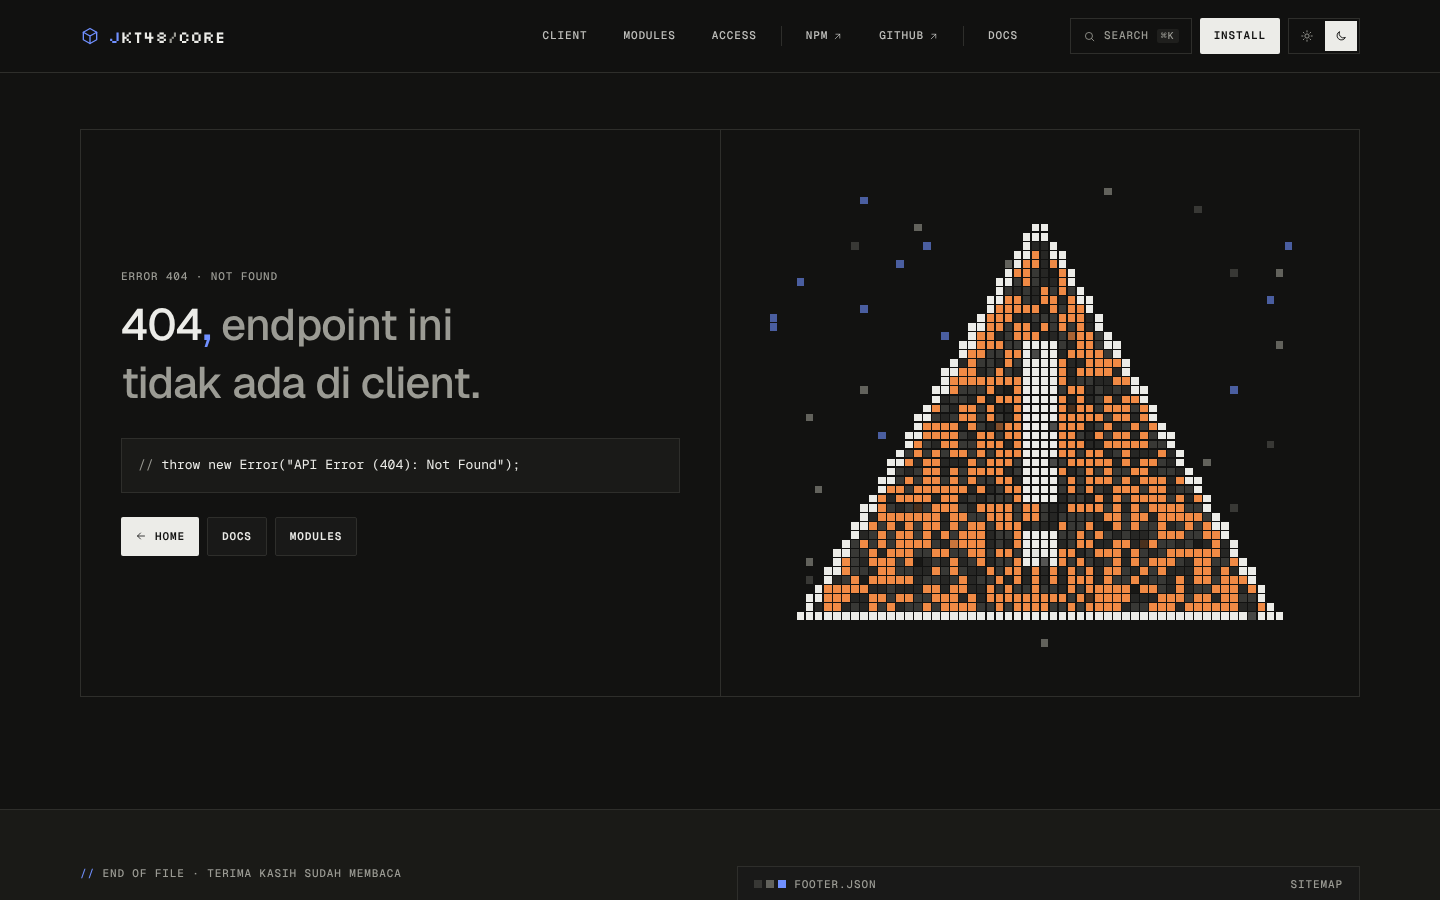 JKT48/CORE
CLIENT
MODULES
ACCESS
NPM ↗
GITHUB ↗
DOCS
SEARCH ⌘K
INSTALL
ERROR 404 · NOT FOUND
404, endpoint ini
tidak ada di client.
// throw new Error("API Error (404): Not Found");
← HOME
DOCS
MODULES
// END OF FILE · TERIMA KASIH SUDAH MEMBACA
FOOTER.JSON
SITEMAP